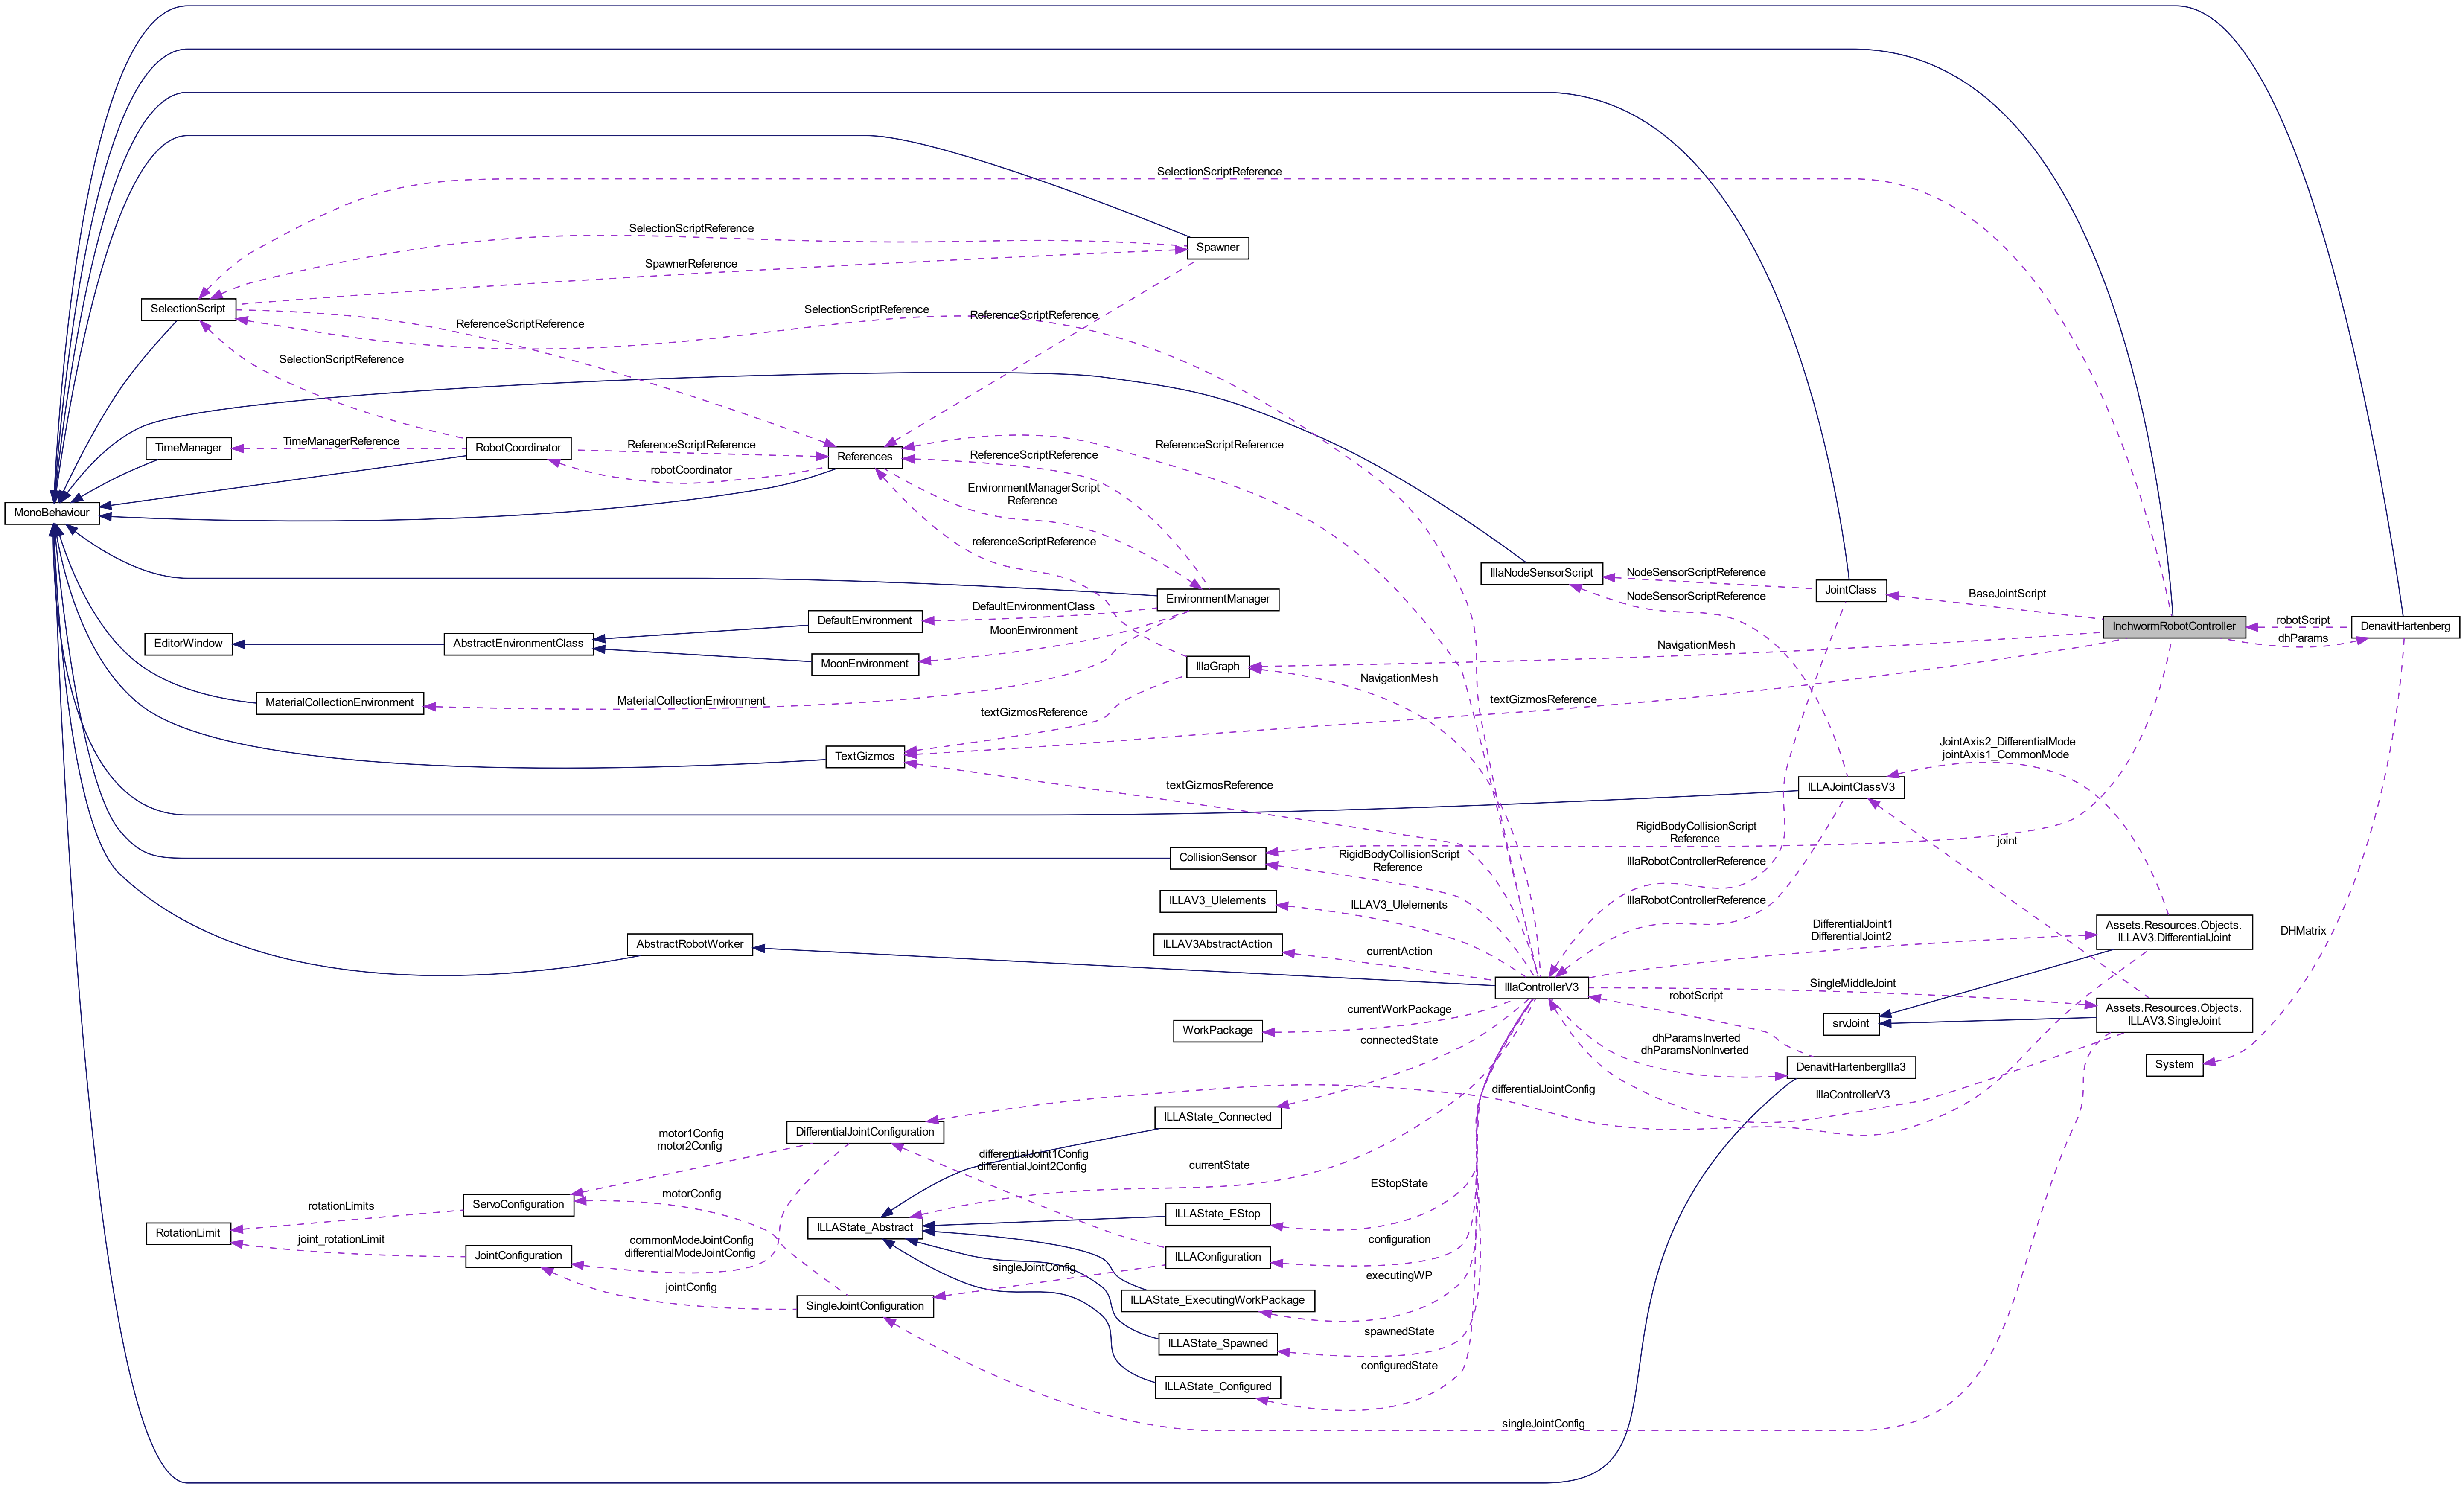 SelectionScriptReference
SelectionScriptReference
Spawner
SpawnerReference
SelectionScript
SelectionScriptReference
ReferenceScriptReference
ReferenceScriptReference
SelectionScriptReference
TimeManager
TimeManagerReference
RobotCoordinator
ReferenceScriptReference
robotCoordinator
References
ReferenceScriptReference
ReferenceScriptReference
EnvironmentManagerScript
Reference
MonoBehaviour
referenceScriptReference
IllaNodeSensorScript
NodeSensorScriptReference
NodeSensorScriptReference
JointClass
BaseJointScript
InchwormRobotController
robotScript
dhParams
DenavitHartenberg
EnvironmentManager
DefaultEnvironmentClass
MoonEnvironment
DefaultEnvironment
EditorWindow
AbstractEnvironmentClass
MoonEnvironment
IllaGraph
NavigationMesh
NavigationMesh
MaterialCollectionEnvironment
MaterialCollectionEnvironment
textGizmosReference
textGizmosReference
TextGizmos
textGizmosReference
JointAxis2_DifferentialMode
jointAxis1_CommonMode
ILLAJointClassV3
RigidBodyCollisionScript
Reference
joint
CollisionSensor
RigidBodyCollisionScript
Reference
IllaRobotControllerReference
IllaRobotControllerReference
ILLAV3_UIelements
ILLAV3_UIelements
AbstractRobotWorker
ILLAV3AbstractAction
currentAction
DifferentialJoint1
DifferentialJoint2
Assets.Resources.Objects.
ILLAV3.DifferentialJoint
DHMatrix
IllaControllerV3
SingleMiddleJoint
robotScript
Assets.Resources.Objects.
ILLAV3.SingleJoint
srvJoint
WorkPackage
currentWorkPackage
connectedState
dhParamsInverted
dhParamsNonInverted
DenavitHartenbergIlla3
System
differentialJointConfig
IllaControllerV3
ILLAState_Connected
DifferentialJointConfiguration
motor1Config
motor2Config
differentialJoint1Config
differentialJoint2Config
currentState
EStopState
motorConfig
ServoConfiguration
rotationLimits
RotationLimit
joint_rotationLimit
JointConfiguration
commonModeJointConfig
differentialModeJointConfig
ILLAState_Abstract
ILLAState_EStop
ILLAConfiguration
configuration
singleJointConfig
executingWP
jointConfig
SingleJointConfiguration
ILLAState_ExecutingWorkPackage
ILLAState_Spawned
spawnedState
configuredState
ILLAState_Configured
singleJointConfig